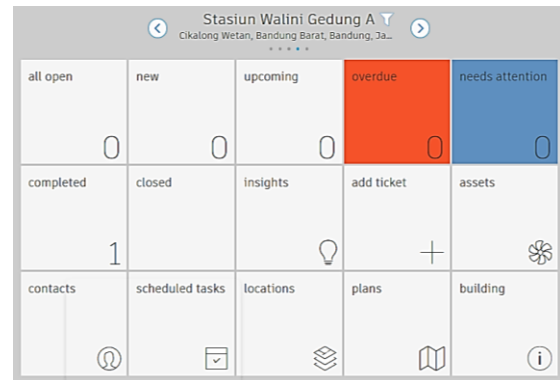 Stasiun Walini Gedung A
Cikalong Wetan, Bandung Barat, Bandung, Ja...
all open
new
upcoming
overdue
needs attention
0
0
0
0
0
completed
closed
insights
add ticket
assets
1
contacts
scheduled tasks
locations
plans
building
i